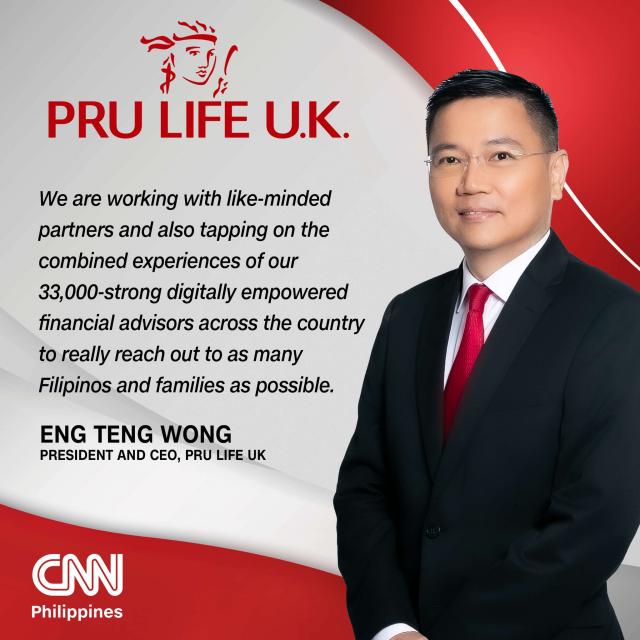 PRU LIFE U.K.
We are working with like-minded
partners and also tapping on the
combined experiences of our
33,000-strong digitally empowered
financial advisors across the country
to really reach out to as many
Filipinos and families as possible.
ENG TENG WONG
PRESIDENT AND CEO, PRU LIFE UK
CNN
Philippines